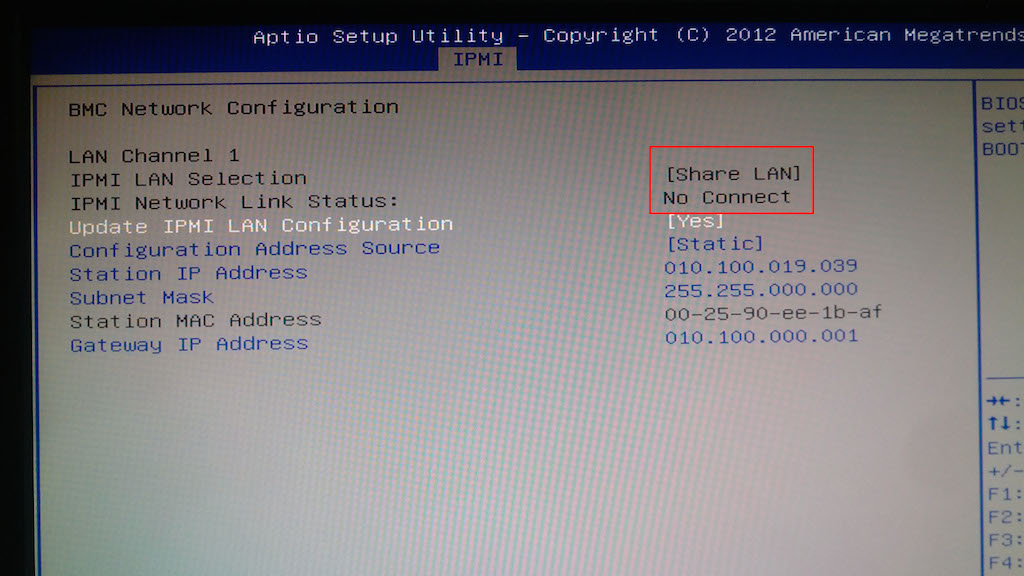 Aptio Setup Utility – Copyright (C) 2012 American Megatrends
IPMI
BMC Network Configuration
LAN Channel 1
IPMI LAN Selection [Share LAN]
IPMI Network Link Status: No Connect
Update IPMI LAN Configuration [Yes]
Configuration Address Source [Static]
Station IP Address 010.100.019.039
Subnet Mask 255.255.000.000
Station MAC Address 00-25-90-ee-1b-af
Gateway IP Address 010.100.000.001
BIOS
sett
BOOT
→←:
↑↓:
Ent
+/-
F1:
F2:
F3:
F4: